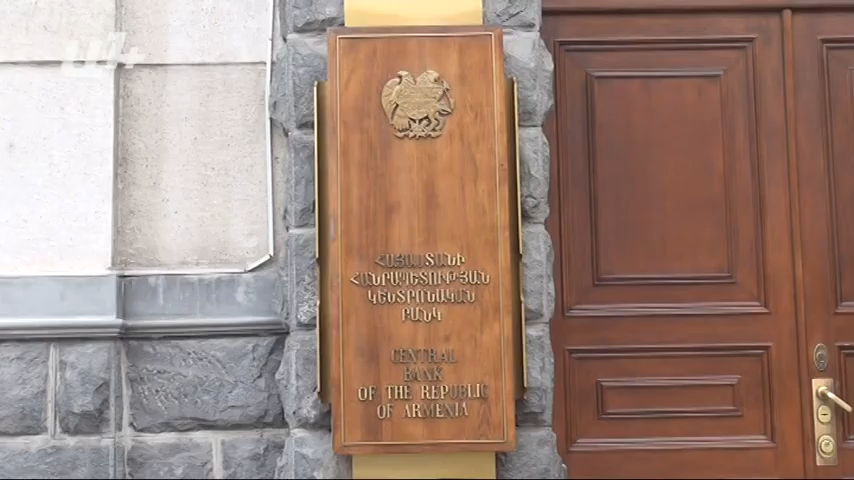 ՀԱՅԱՍՏԱՆԻ
ՀԱՆՐԱՊԵՏՈՒԹՅԱՆ
ԿԵՆՏՐՈՆԱԿԱՆ
ԲԱՆԿ
CENTRAL
BANK
OF THE REPUBLIC
OF ARMENIA